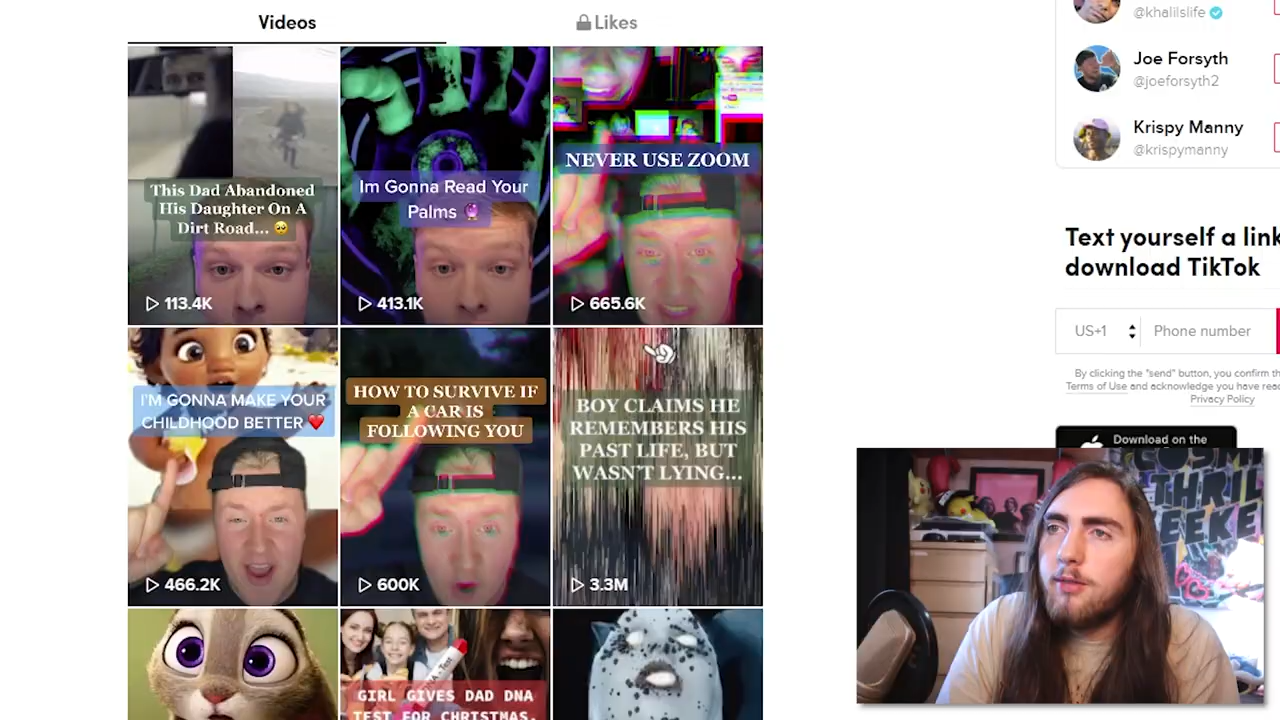 Videos
Likes
This Dad Abandoned
His Daughter On A
Dirt Road... 🥺
113.4K
Im Gonna Read Your
Palms 🔮
413.1K
NEVER USE ZOOM
665.6K
I'M GONNA MAKE YOUR
CHILDHOOD BETTER ❤️
466.2K
HOW TO SURVIVE IF
A CAR IS
FOLLOWING YOU
600K
BOY CLAIMS HE
REMEMBERS HIS
PAST LIFE, BUT
WASN'T LYING...
3.3M
GIRL GIVES DAD DNA
TEST FOR CHRISTMAS,
@khalilslife
Joe Forsyth
@joeforsyth2
Krispy Manny
@krispymanny
Text yourself a link
download TikTok
US+1
Phone number
By clicking the "send" button, you confirm th
Terms of Use and acknowledge you have rea
Privacy Policy
Download on the
THRIL
EEKE